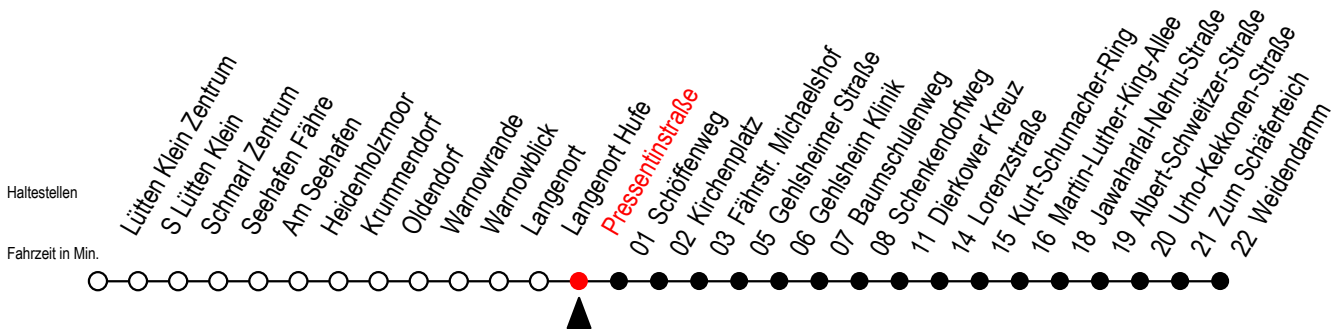 Haltestellen
Fahrzeit in Min.
Lütten Klein Zentrum
S Lütten Klein
Schmarl Zentrum
Seehafen Fähre
Am Seehafen
Heidenholzmoor
Krummendorf
Oldendorf
Warnowrande
Warnowblick
Langenort
Langenort Hufe
Pressentinstraße
01 Schöffenweg
02 Kirchenplatz
03 Fährstr. Michaelshof
05 Gehlsheimer Straße
06 Gehlsheim Klinik
07 Baumschulenweg
08 Schenkendorfweg
11 Dierkower Kreuz
14 Lorenzstraße
15 Kurt-Schumacher-Ring
16 Martin-Luther-King-Allee
18 Jawaharlal-Nehru-Straße
19 Albert-Schweitzer-Straße
20 Urho-Kekkonen-Straße
21 Zum Schäferteich
22 Weidendamm